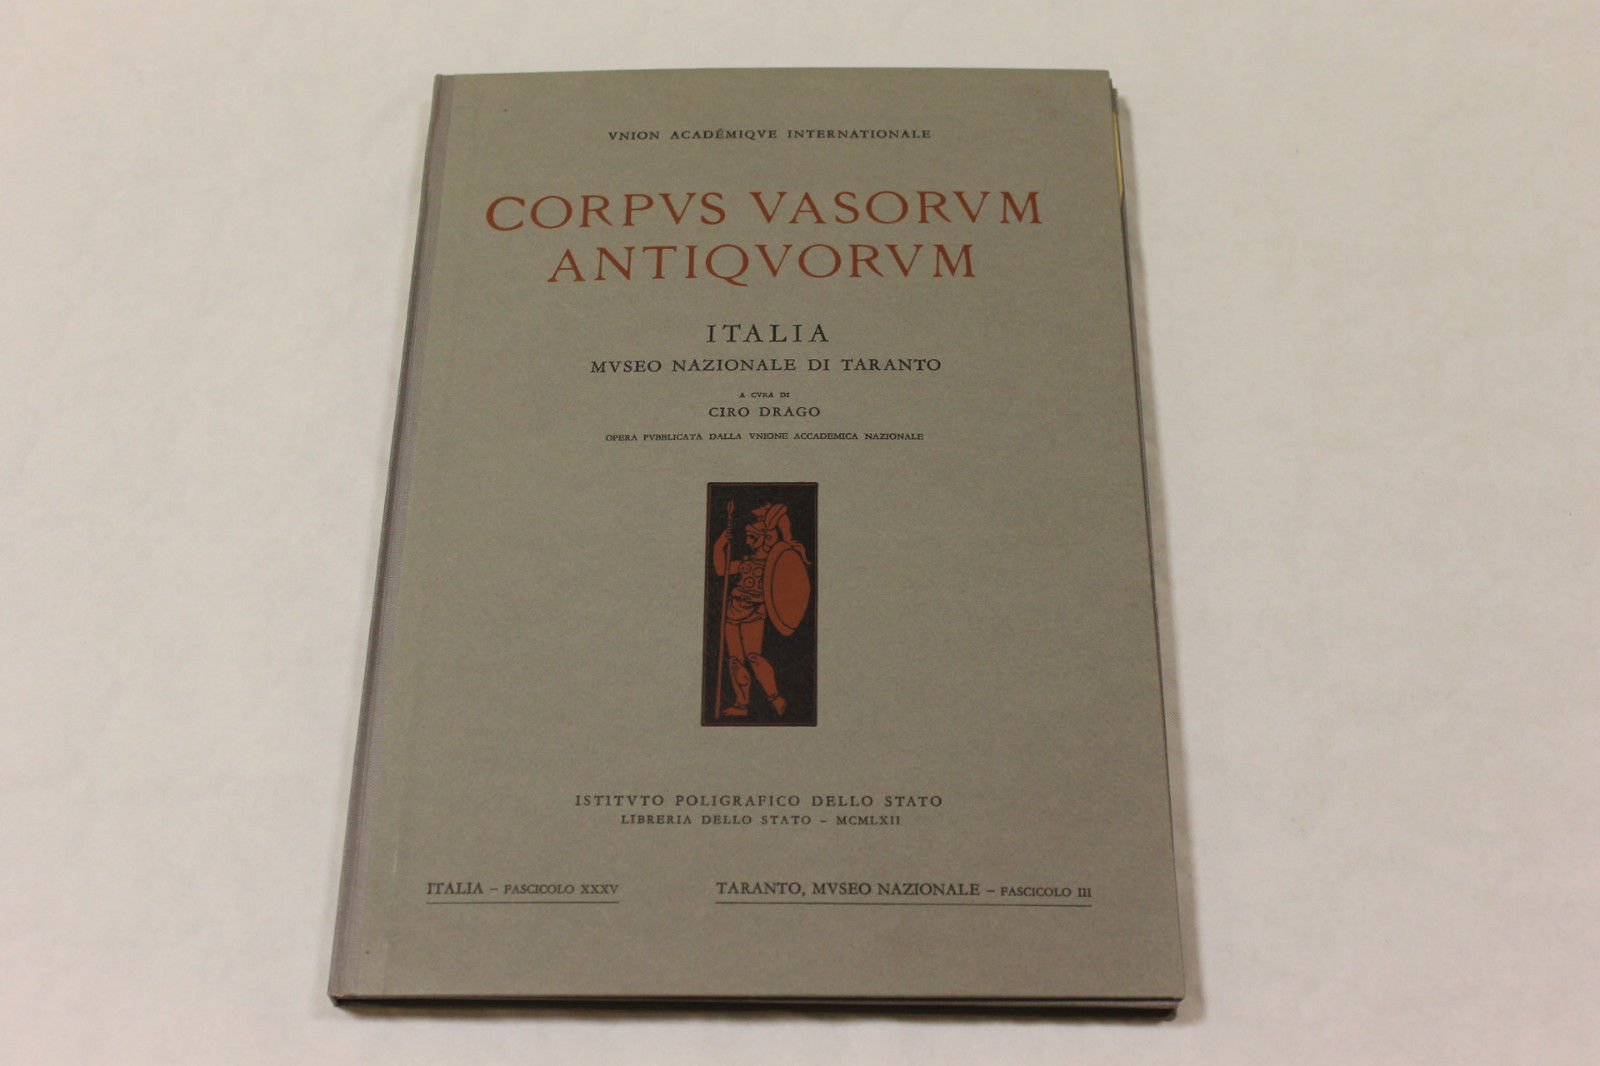 VNION ACADÉMIQVE INTERNATIONALE
CORPVS VASORVM
ANTIQVORVM
ITALIA
MVSEO NAZIONALE DI TARANTO
A CVRA DI
CIRO DRAGO
OPERA PVBBLICATA DALLA VNIONE ACCADEMICA NAZIONALE
ISTITVTO POLIGRAFICO DELLO STATO
LIBRERIA DELLO STATO – MCMLXII
ITALIA – FASCICOLO XXXV
TARANTO, MVSEO NAZIONALE – FASCICOLO III